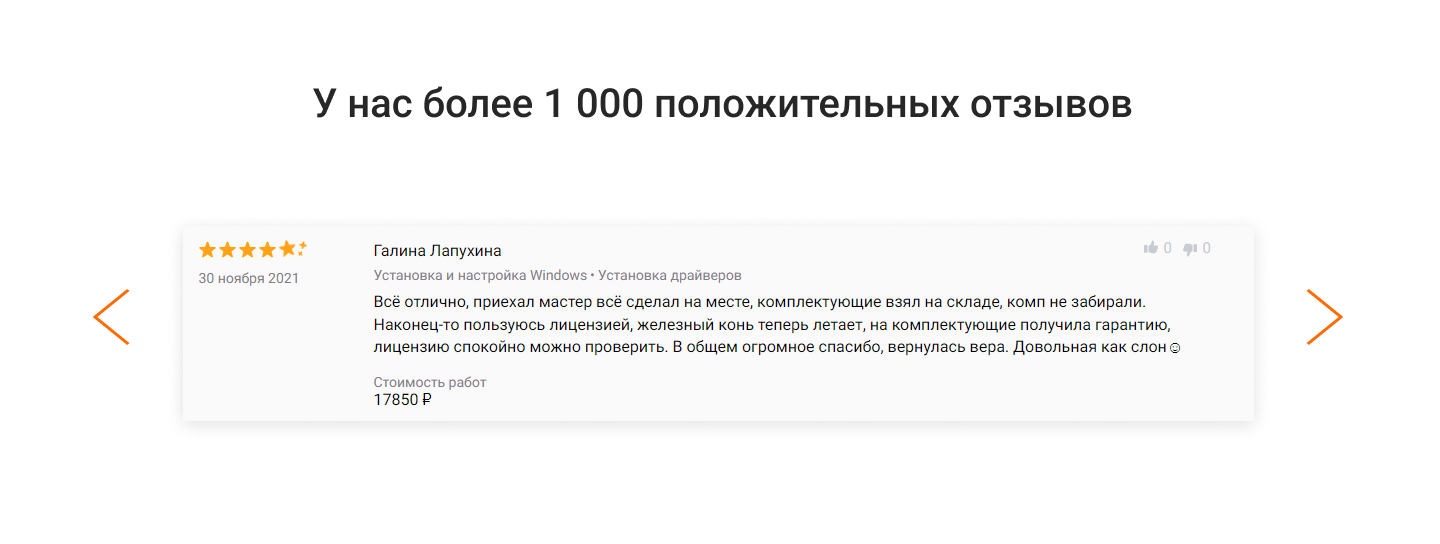 У нас более 1 000 положительных отзывов
Галина Лапухина
0 0
30 ноября 2021
Установка и настройка Windows • Установка драйверов
Всё отлично, приехал мастер всё сделал на месте, комплектующие взял на складе, комп не забирали.
Наконец-то пользуюсь лицензией, железный конь теперь летает, на комплектующие получила гарантию,
лицензию спокойно можно проверить. В общем огромное спасибо, вернулась вера. Довольная как слон☺
Стоимость работ
17850 ₽